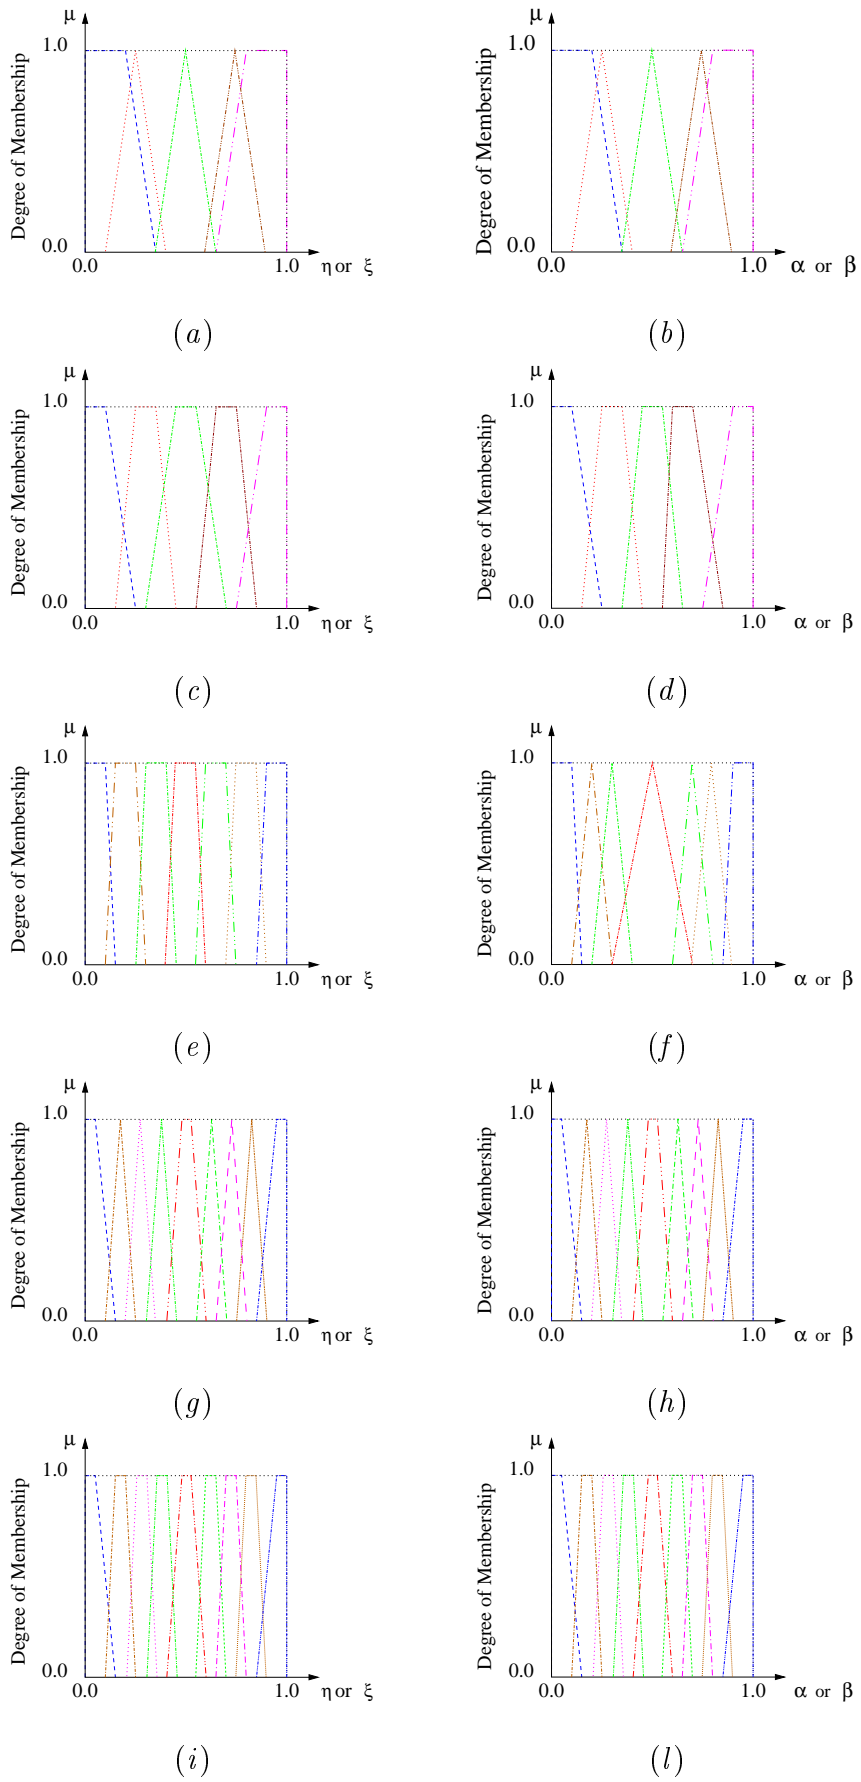 μ μ
1.0 1.0
Degree of Membership Degree of Membership
0.0 0.0
0.0 1.0 η or ξ 0.0 1.0 α or β
(a) (b)
μ μ
1.0 1.0
Degree of Membership Degree of Membership
0.0 0.0
0.0 1.0 η or ξ 0.0 1.0 α or β
(c) (d)
μ μ
1.0 1.0
Degree of Membership Degree of Membership
0.0 0.0
0.0 1.0 η or ξ 0.0 1.0 α or β
(e) (f)
μ μ
1.0 1.0
Degree of Membership Degree of Membership
0.0 0.0
0.0 1.0 η or ξ 0.0 1.0 α or β
(g) (h)
μ μ
1.0 1.0
Degree of Membership Degree of Membership
0.0 0.0
0.0 1.0 η or ξ 0.0 1.0 α or β
(i) (l)